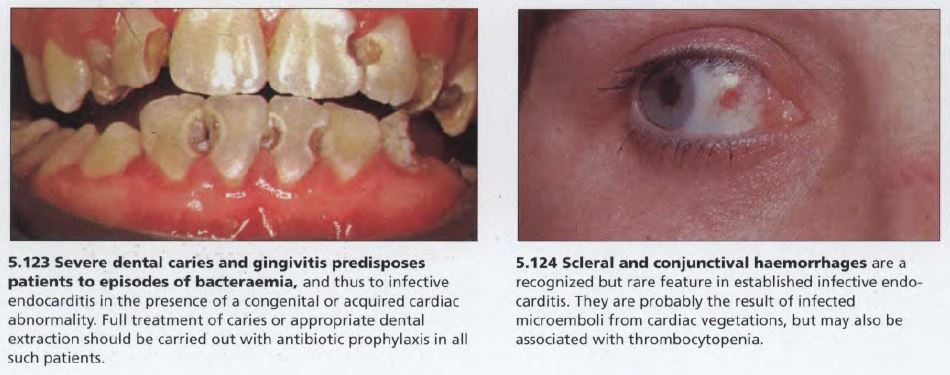 5.123 Severe dental caries and gingivitis predisposes
patients to episodes of bacteraemia, and thus to infective
endocarditis in the presence of a congenital or acquired cardiac
abnormality. Full treatment of caries or appropriate dental
extraction should be carried out with antibiotic prophylaxis in all
such patients.
5.124 Scleral and conjunctival haemorrhages are a
recognized but rare feature in established infective endo-
carditis. They are probably the result of infected
microemboli from cardiac vegetations, but may also be
associated with thrombocytopenia.